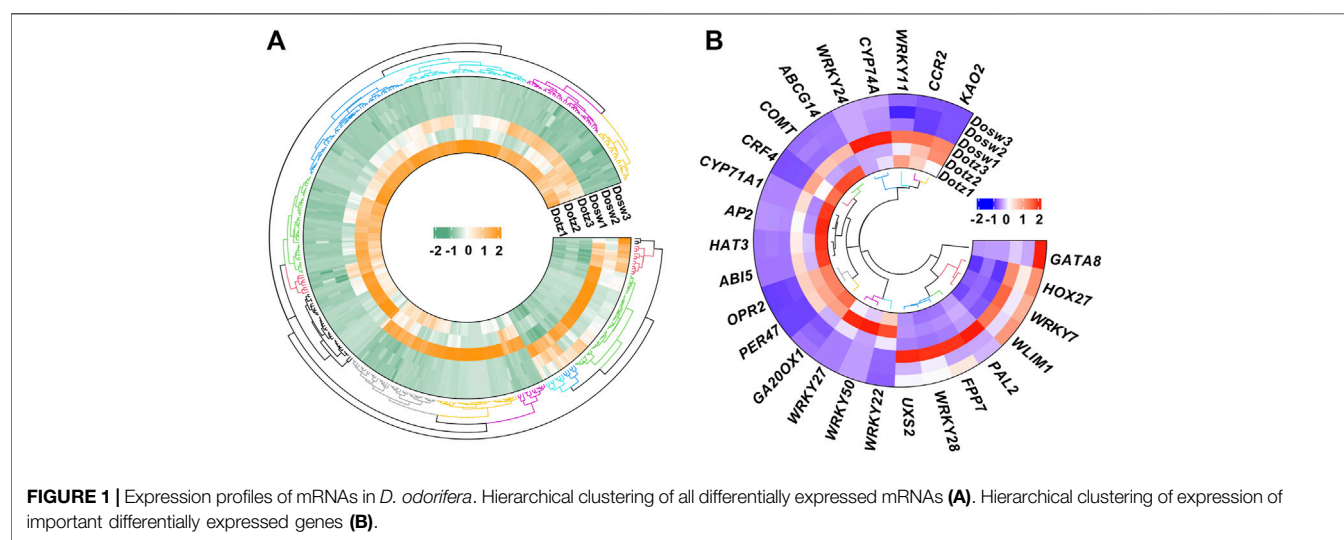 A
B
WRKY11
CCR2
KAO2
CYP74A
WRKY24
ABCG14
COMT
CRF4
CYP71A1
AP2
HAT3
ABI5
OPR2
PER47
GA20OX1
WRKY27
WRKY50
WRKY22
UXS2
WRKY28
FPP7
PAL2
WLIM1
WRKY7
HOX27
GATA8
Dosw3
Dosw2
Dosw1
Dotz3
Dotz2
Dotz1
-2 -1 0 1 2
Dotz1
Dotz2
Dotz3
Dosw1
Dosw2
Dosw3
-2 -1 0 1 2
FIGURE 1 | Expression profiles of mRNAs in D. odorifera. Hierarchical clustering of all differentially expressed mRNAs (A). Hierarchical clustering of expression of
important differentially expressed genes (B).